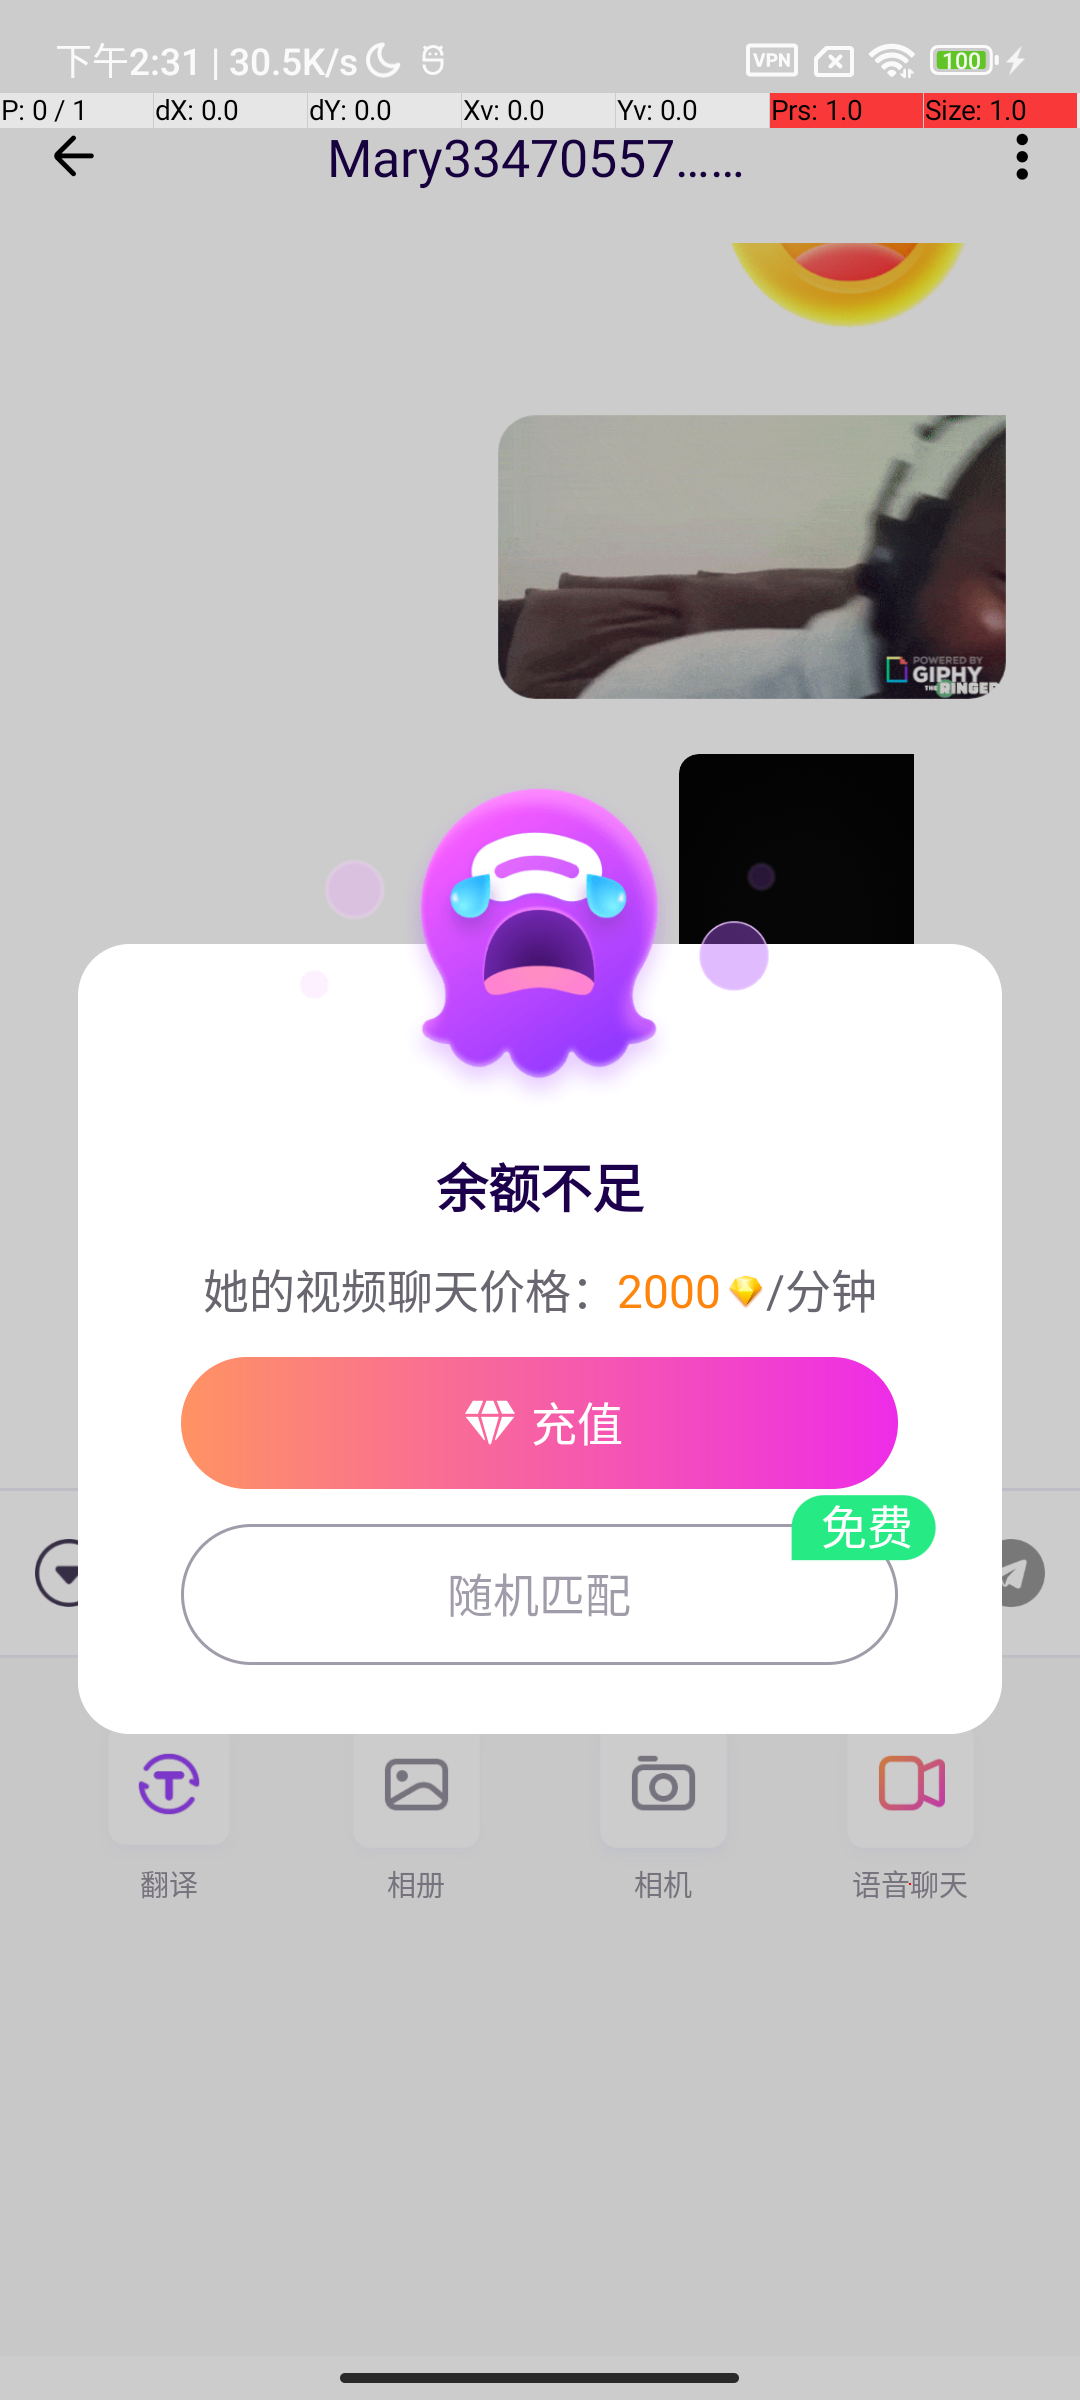 下午2:31 | 30.5K/s VPN 100
P: 0 / 1 dX: 0.0 dY: 0.0 Xv: 0.0 Yv: 0.0 Prs: 1.0 Size: 1.0
Mary33470557......
POWERED BY
GIPHY
THE RINGER
余额不足
她的视频聊天价格：2000/分钟
充值
免费
随机匹配
翻译 相册 相机 语音聊天